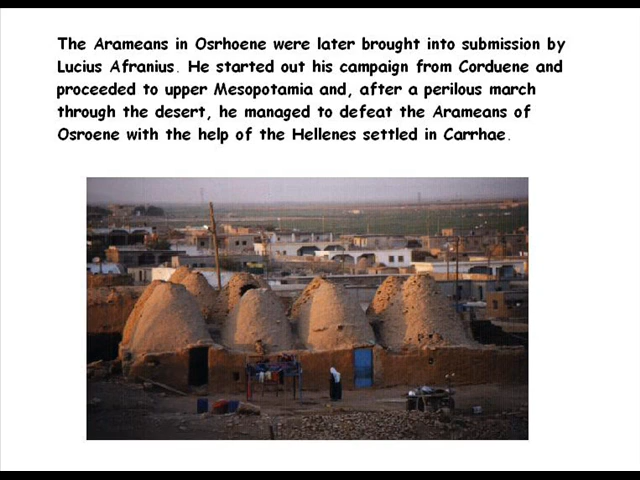 The Arameans in Osrhoene were later brought into submission by
Lucius Afranius. He started out his campaign from Corduene and
proceeded to upper Mesopotamia and, after a perilous march
through the desert, he managed to defeat the Arameans of
Osroene with the help of the Hellenes settled in Carrhae.